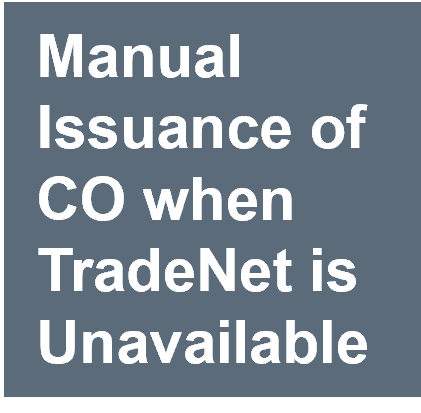 Manual
Issuance of
CO when
TradeNet is
Unavailable